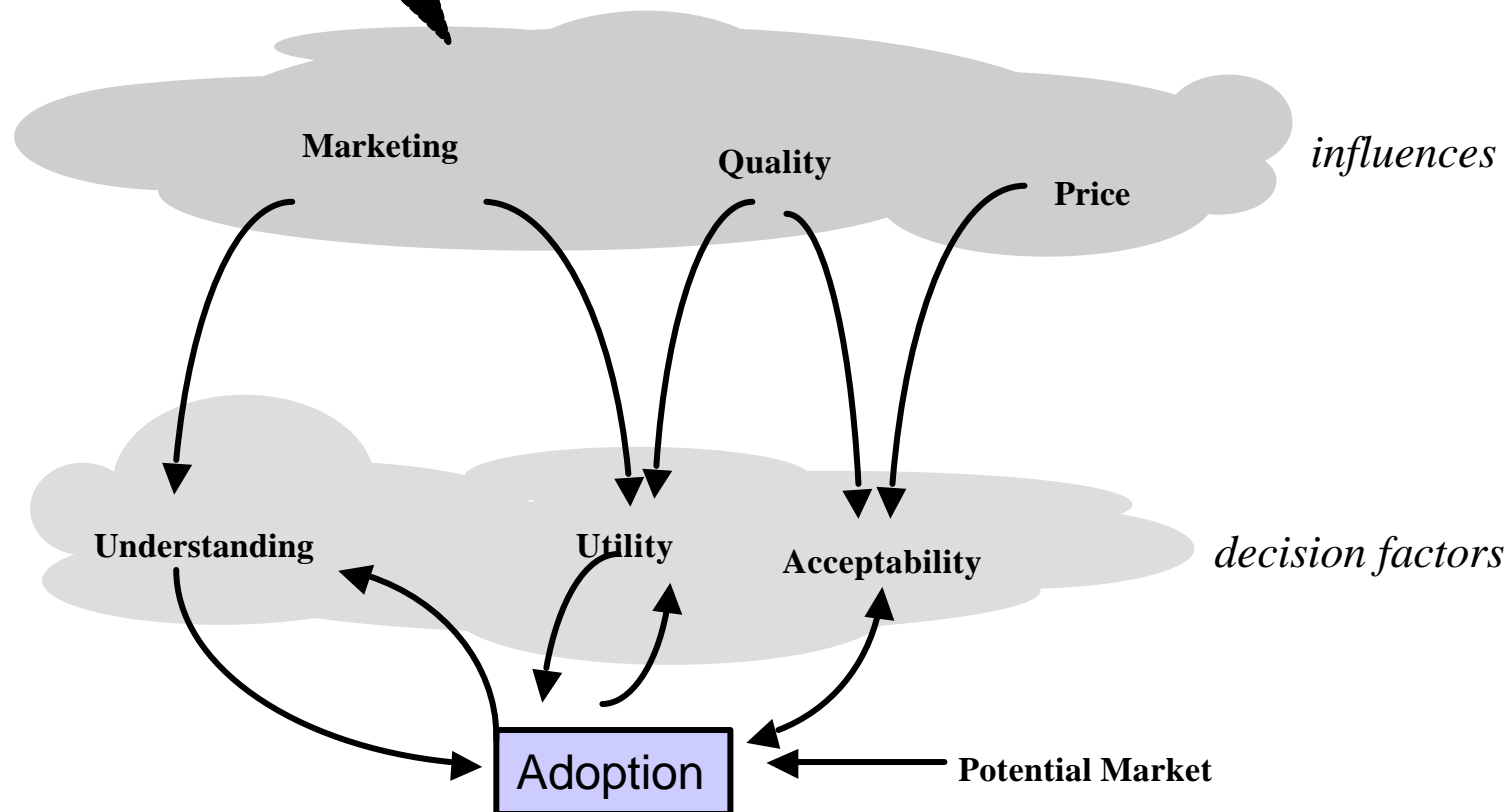 Marketing
Quality
influences
Price
Understanding
Utility
Acceptability
decision factors
Adoption
Potential Market